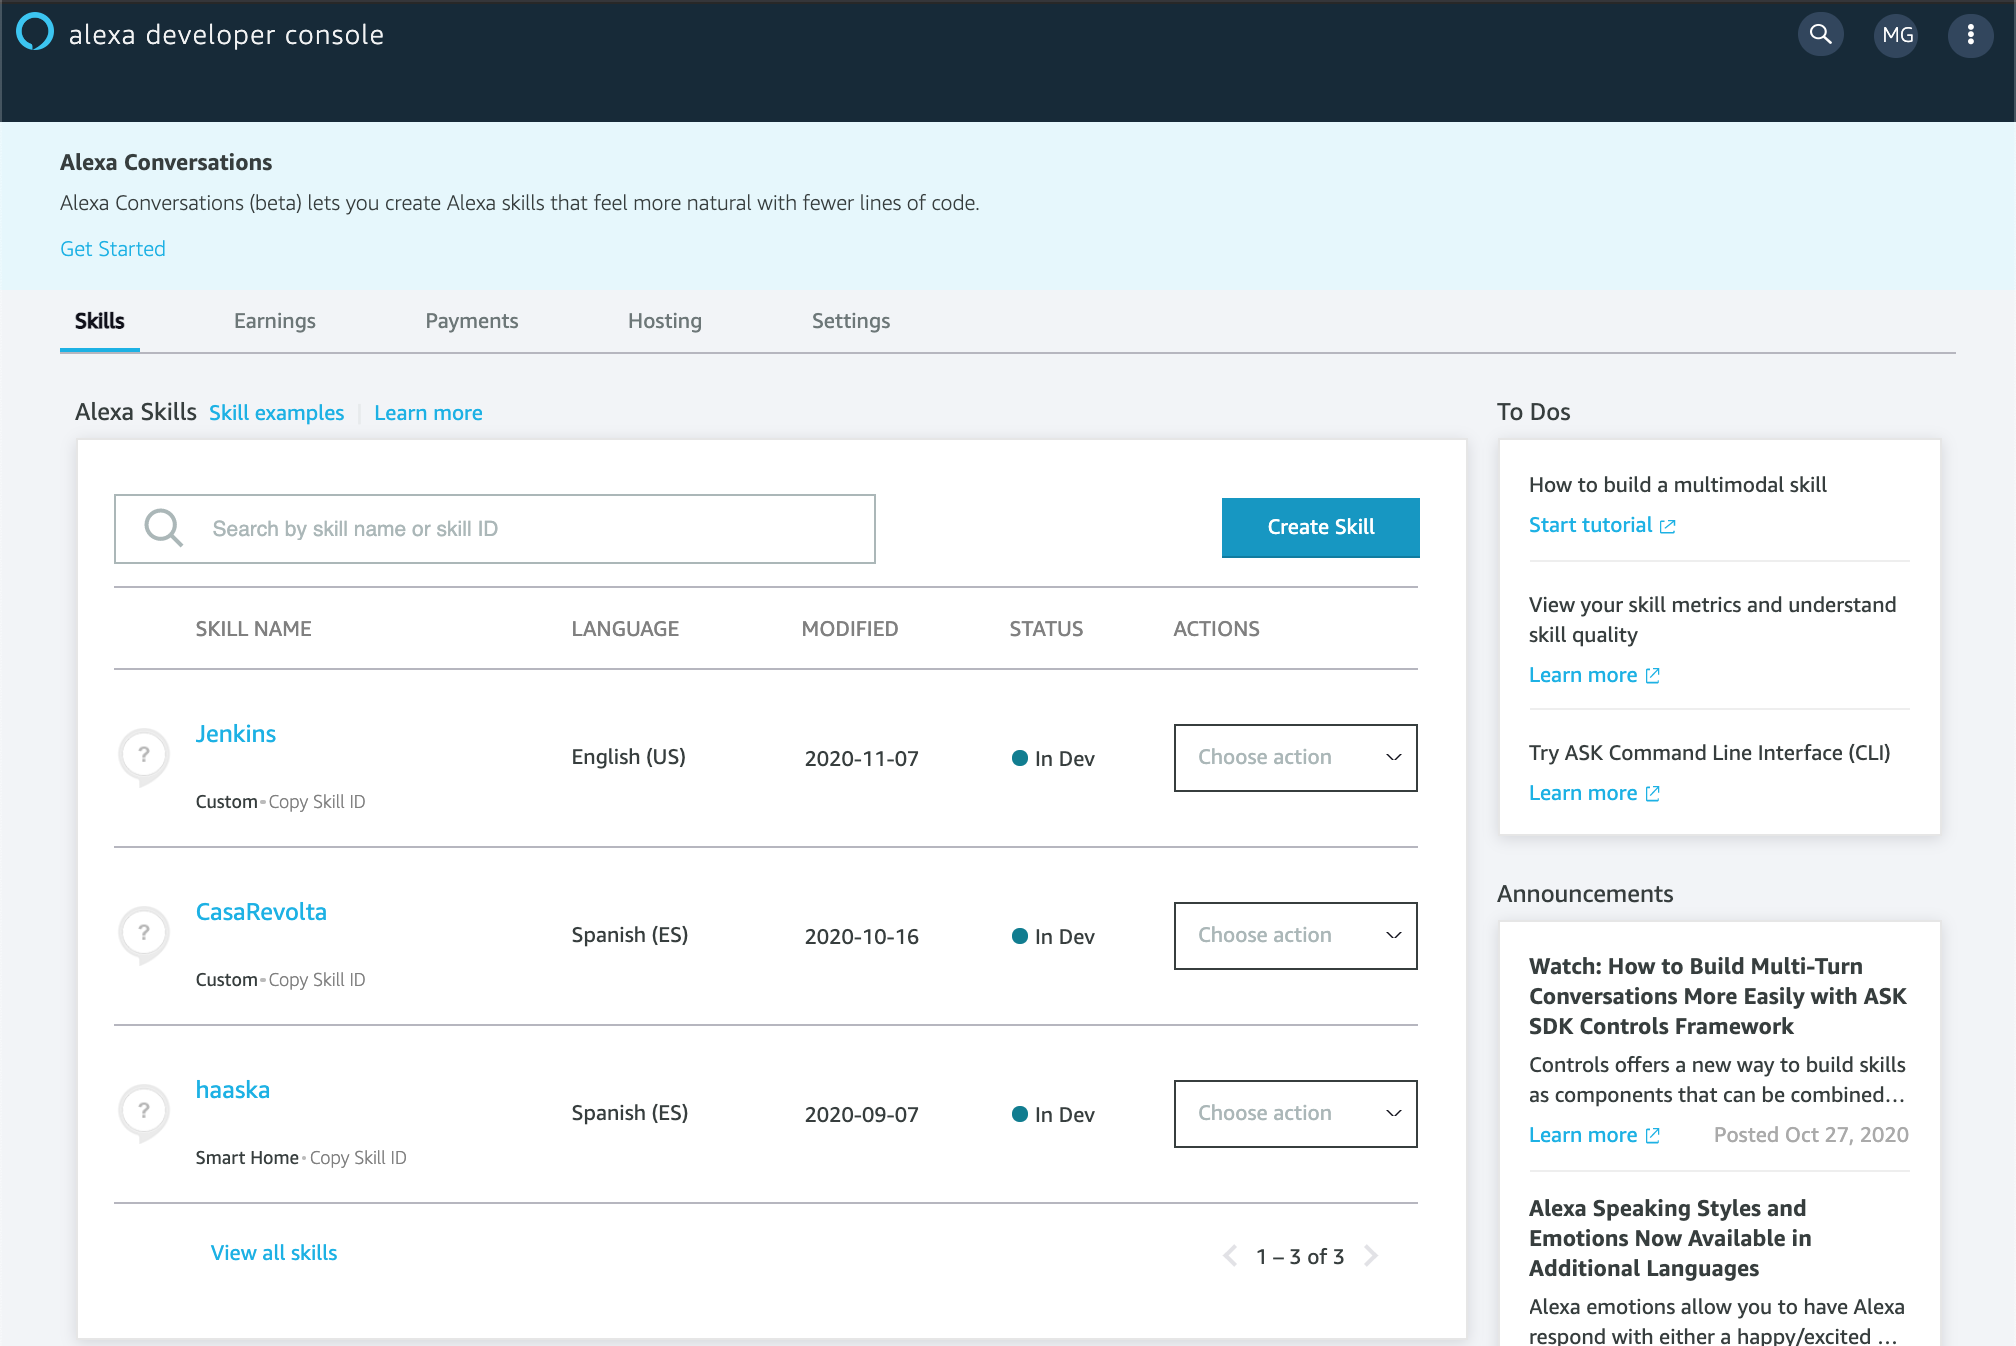 alexa developer console
MG
Alexa Conversations
Alexa Conversations (beta) lets you create Alexa skills that feel more natural with fewer lines of code.
Get Started
Skills Earnings Payments Hosting Settings
Alexa Skills Skill examples | Learn more
Search by skill name or skill ID
Create Skill
SKILL NAME LANGUAGE MODIFIED STATUS ACTIONS
?
Jenkins
English (US) 2020-11-07 In Dev Choose action
Custom • Copy Skill ID
?
CasaRevolta
Spanish (ES) 2020-10-16 In Dev Choose action
Custom • Copy Skill ID
?
haaska
Spanish (ES) 2020-09-07 In Dev Choose action
Smart Home • Copy Skill ID
View all skills
1 – 3 of 3
To Dos
How to build a multimodal skill
Start tutorial
View your skill metrics and understand
skill quality
Learn more
Try ASK Command Line Interface (CLI)
Learn more
Announcements
Watch: How to Build Multi-Turn
Conversations More Easily with ASK
SDK Controls Framework
Controls offers a new way to build skills
as components that can be combined...
Learn more Posted Oct 27, 2020
Alexa Speaking Styles and
Emotions Now Available in
Additional Languages
Alexa emotions allow you to have Alexa
respond with either a happy/excited ...